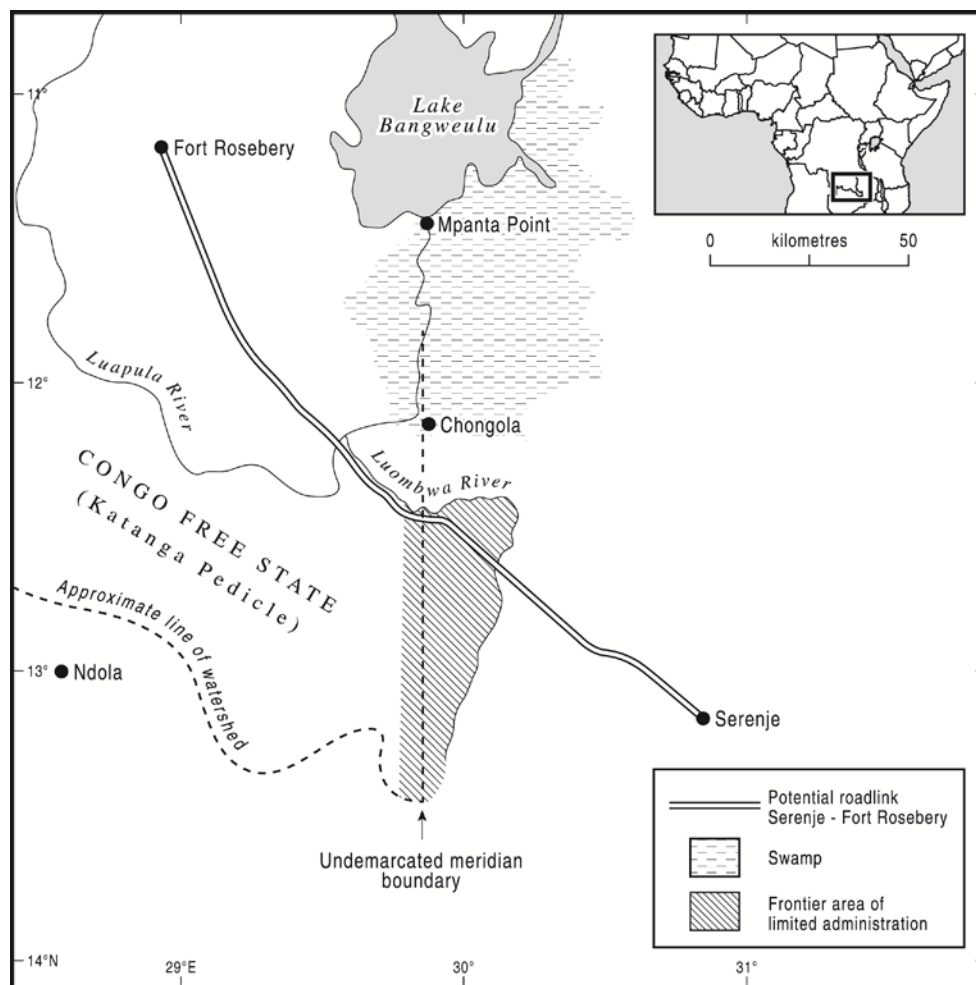 11°
Lake
Bangweulu
Fort Rosebery
Mpanta Point
0 kilometres 50
12°
Luapula River
Chongola
Luombwa River
CONGO FREE STATE
(Katanga Pedicle)
Approximate line of watershed
13°
Ndola
Serenje
Undemarcated meridian
boundary
Potential roadlink
Serenje - Fort Rosebery
Swamp
Frontier area of
limited administration
14°N
29°E
30°
31°